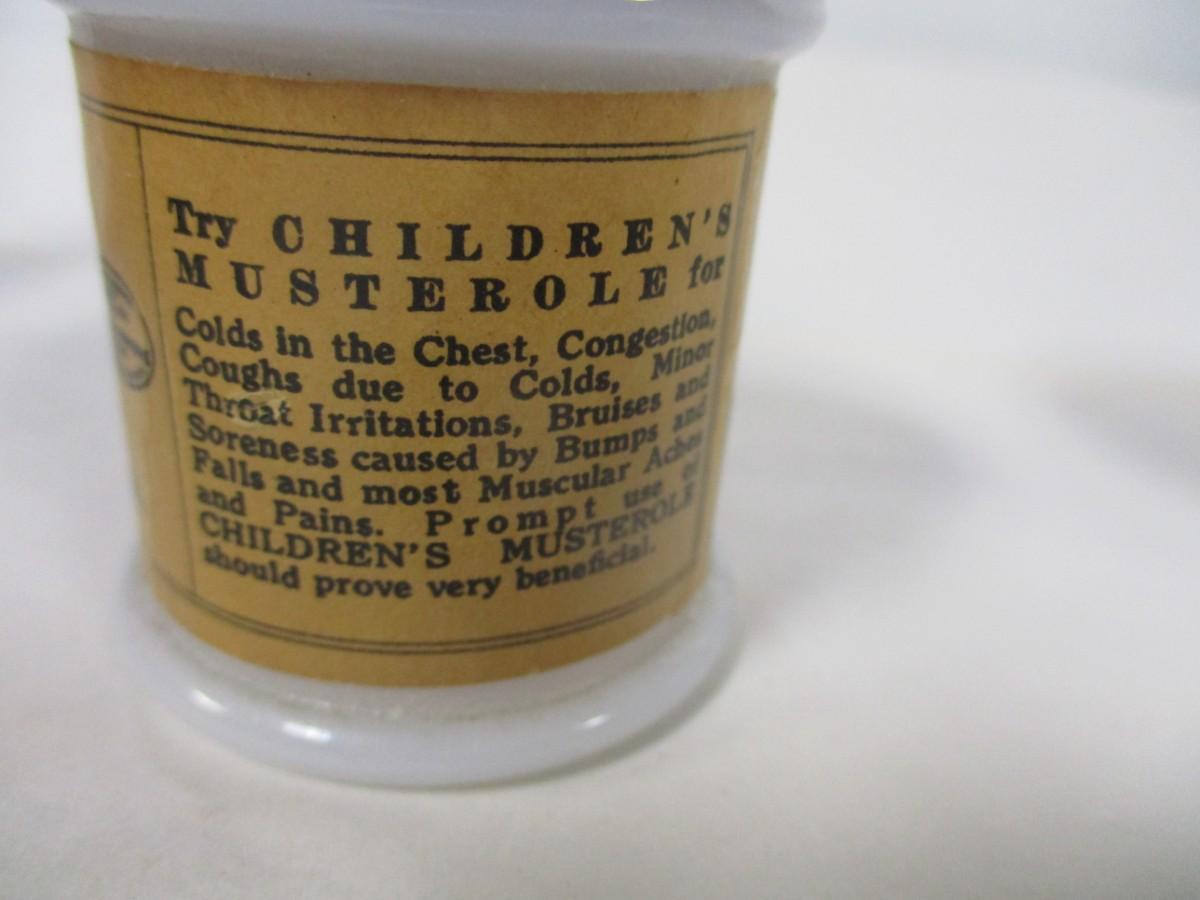 Try CHILDREN'S
MUSTEROLE for
Colds in the Chest, Congestion,
Coughs due to Colds, Minor
Throat Irritations, Bruises and
Soreness caused by Bumps and
Falls and most Muscular Aches
and Pains. Prompt use of
CHILDREN'S MUSTEROLE
should prove very beneficial.